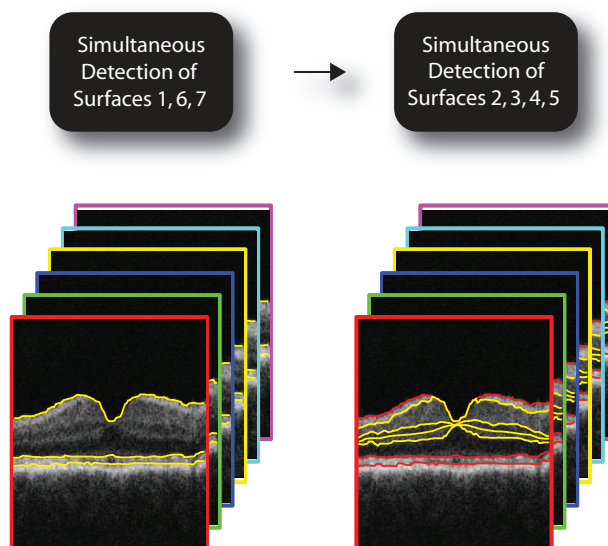 Simultaneous
Detection of
Surfaces 1, 6, 7
Simultaneous
Detection of
Surfaces 2, 3, 4, 5